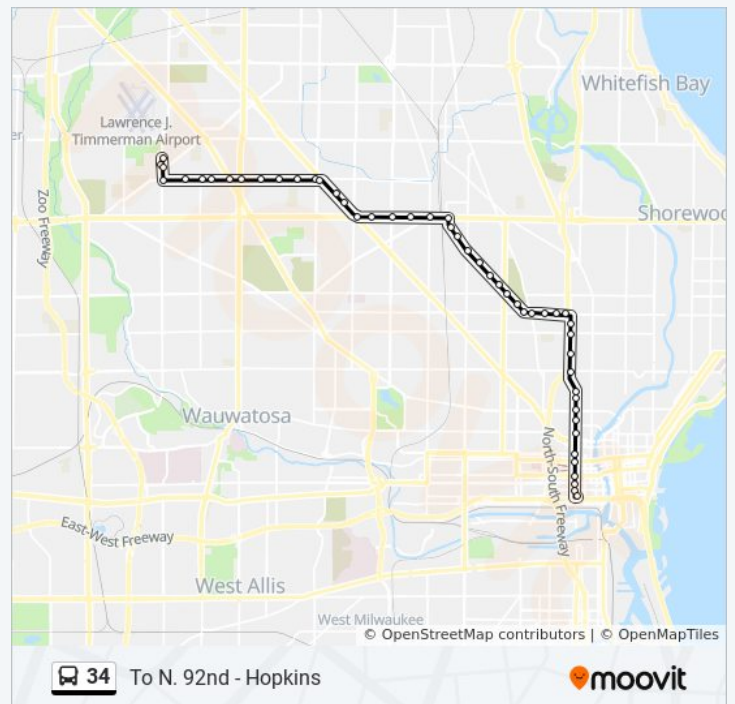 Whitefish Bay
Lawrence J.
Timmerman Airport
er
Zoo Freeway
Shorewoo
Wauwatosa
North-South Freeway
East-West Freeway
West Allis
West Milwaukee
© OpenStreetMap contributors | © OpenMapTiles
34 To N. 92nd - Hopkins
moovit